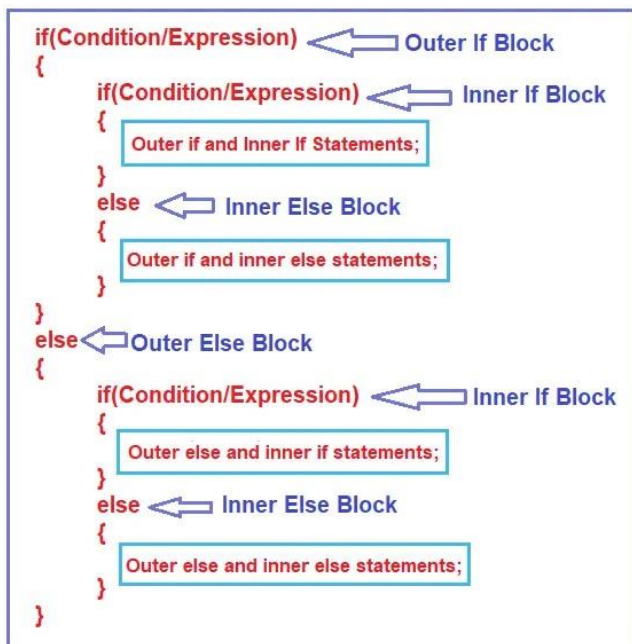 if(Condition/Expression) Outer If Block
{
if(Condition/Expression) Inner If Block
{
Outer if and Inner If Statements;
}
else Inner Else Block
{
Outer if and inner else statements;
}
}
else Outer Else Block
{
if(Condition/Expression) Inner If Block
{
Outer else and inner if statements;
}
else Inner Else Block
{
Outer else and inner else statements;
}
}